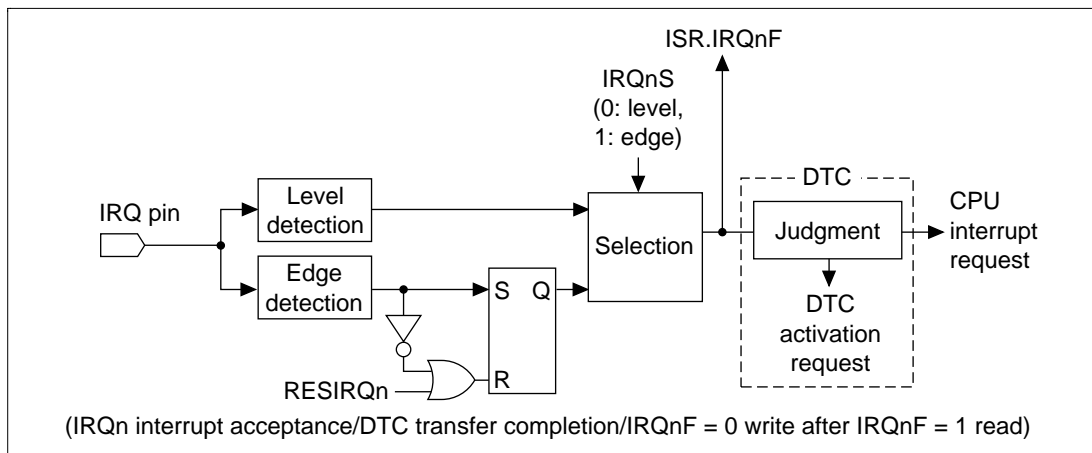 ISR.IRQnF
IRQnS
(0: level,
1: edge)
DTC
IRQ pin
Level
detection
Selection
Judgment
CPU
interrupt
request
Edge
detection
S Q
R
DTC
activation
request
RESIRQn
(IRQn interrupt acceptance/DTC transfer completion/IRQnF = 0 write after IRQnF = 1 read)